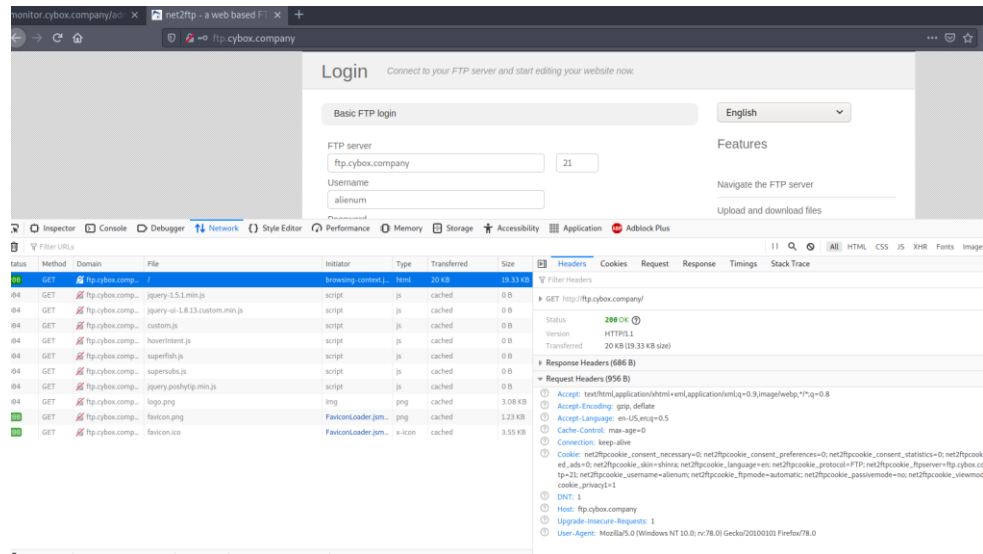 monitor.cybox.company/ad
net2ftp - a web based FT
ftp.cybox.company
Login Connect to your FTP server and start editing your website now.
Basic FTP login
English
FTP server
Features
ftp.cybox.company 21
Username
Navigate the FTP server
alienum
Upload and download files
Inspector Console Debugger Network Style Editor Performance Memory Storage Accessibility Application Adblock Plus
Filter URLs
All HTML CSS JS XHR Fonts Image
tatus Method Domain File Initiator Type Transferred Size
Headers Cookies Request Response Timings Stack Trace
00 GET ftp.cybox.comp... / browsing-context.j... html 20 KB 19.33 KB
Filter Headers
04 GET ftp.cybox.comp... jquery-1.5.1.min.js script js cached 0 B
GET http://ftp.cybox.company/
04 GET ftp.cybox.comp... jquery-ui-1.8.13.custom.min.js script js cached 0 B
04 GET ftp.cybox.comp... custom.js script js cached 0 B
Status 200 OK
04 GET ftp.cybox.comp... hoverIntent.js script js cached 0 B
Version HTTP/1.1
04 GET ftp.cybox.comp... superfish.js script js cached 0 B
Transferred 20 KB (19.33 KB size)
04 GET ftp.cybox.comp... supersubs.js script js cached 0 B
Response Headers (686 B)
04 GET ftp.cybox.comp... jquery.poshytip.min.js script js cached 0 B
Request Headers (956 B)
04 GET ftp.cybox.comp... logo.png img png cached 3.08 KB
Accept: text/html,application/xhtml+xml,application/xml;q=0.9,image/webp,*/*;q=0.8
00 GET ftp.cybox.comp... favicon.png FaviconLoader.jsm... png cached 1.23 KB
Accept-Encoding: gzip, deflate
00 GET ftp.cybox.comp... favicon.ico FaviconLoader.jsm... x-icon cached 3.55 KB
Accept-Language: en-US,en;q=0.5
Cache-Control: max-age=0
Connection: keep-alive
Cookie: net2ftpcookie_consent_necessary=0; net2ftpcookie_consent_preferences=0; net2ftpcookie_consent_statistics=0; net2ftpcook
ed_ads=0; net2ftpcookie_skin=shinra; net2ftpcookie_language=en; net2ftpcookie_protocol=FTP; net2ftpcookie_ftpserver=ftp.cybox.co
tp=21; net2ftpcookie_username=alienum; net2ftpcookie_ftpmode=automatic; net2ftpcookie_passivemode=no; net2ftpcookie_viewmod
cookie_privacy1=1
DNT: 1
Host: ftp.cybox.company
Upgrade-Insecure-Requests: 1
User-Agent: Mozilla/5.0 (Windows NT 10.0; rv:78.0) Gecko/20100101 Firefox/78.0